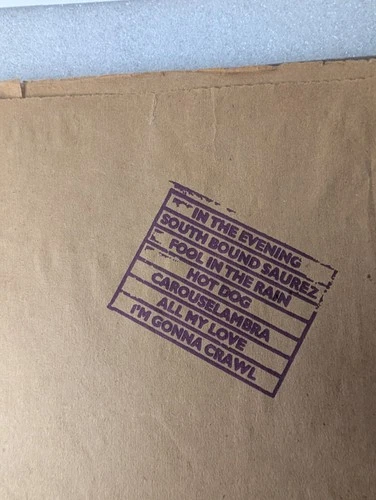 IN THE EVENING
SOUTH BOUND SAUREZ
FOOL IN THE RAIN
HOT DOG
CAROUSELAMBRA
ALL MY LOVE
I'M GONNA CRAWL